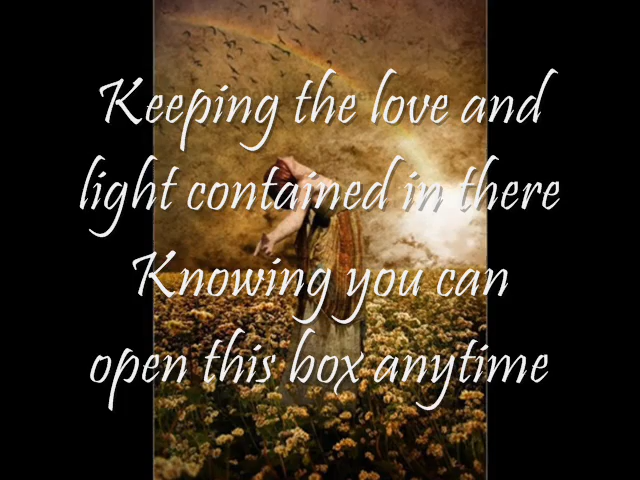 Keeping the love and
light contained in there
Knowing you can
open this box anytime